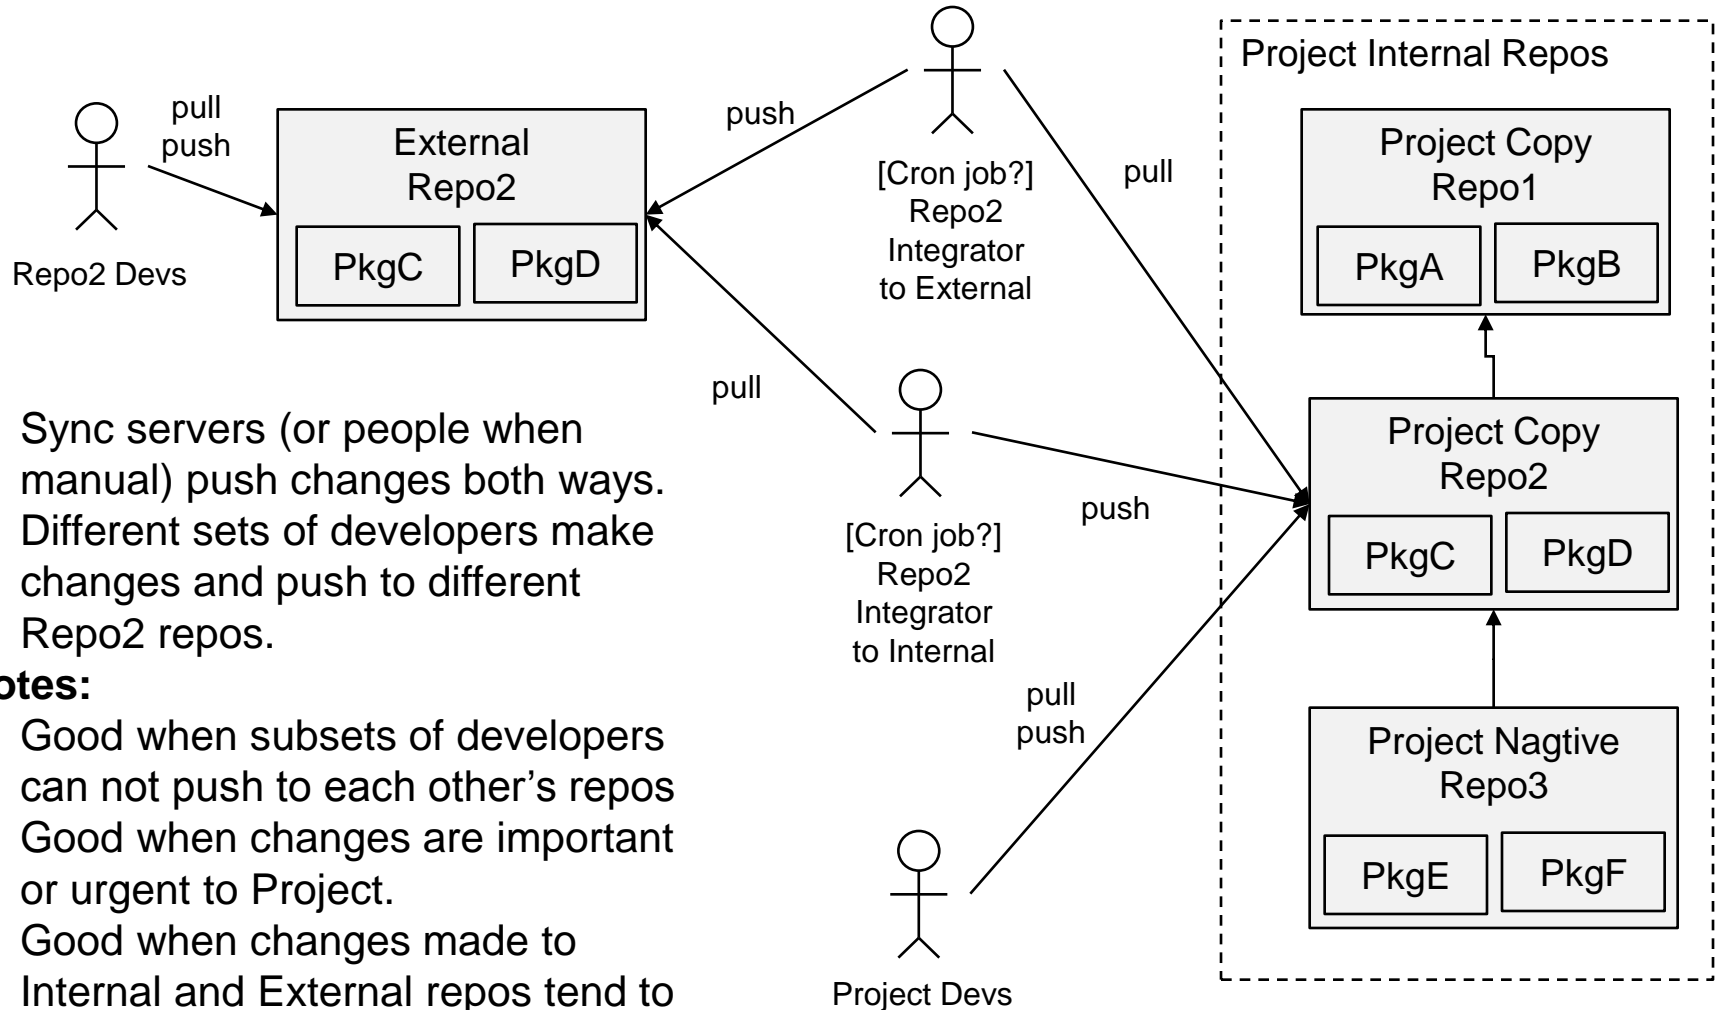 pull
push
Repo2 Devs
External
Repo2
PkgC
PkgD
push
[Cron job?]
Repo2
Integrator
to External
pull
Project Internal Repos
Project Copy
Repo1
PkgA
PkgB
pull
[Cron job?]
Repo2
Integrator
to Internal
push
Project Copy
Repo2
PkgC
PkgD
pull
push
Project Devs
Project Nagtive
Repo3
PkgE
PkgF
Sync servers (or people when
manual) push changes both ways.
Different sets of developers make
changes and push to different
Repo2 repos.
otes:
Good when subsets of developers
can not push to each other’s repos
Good when changes are important
or urgent to Project.
Good when changes made to
Internal and External repos tend to